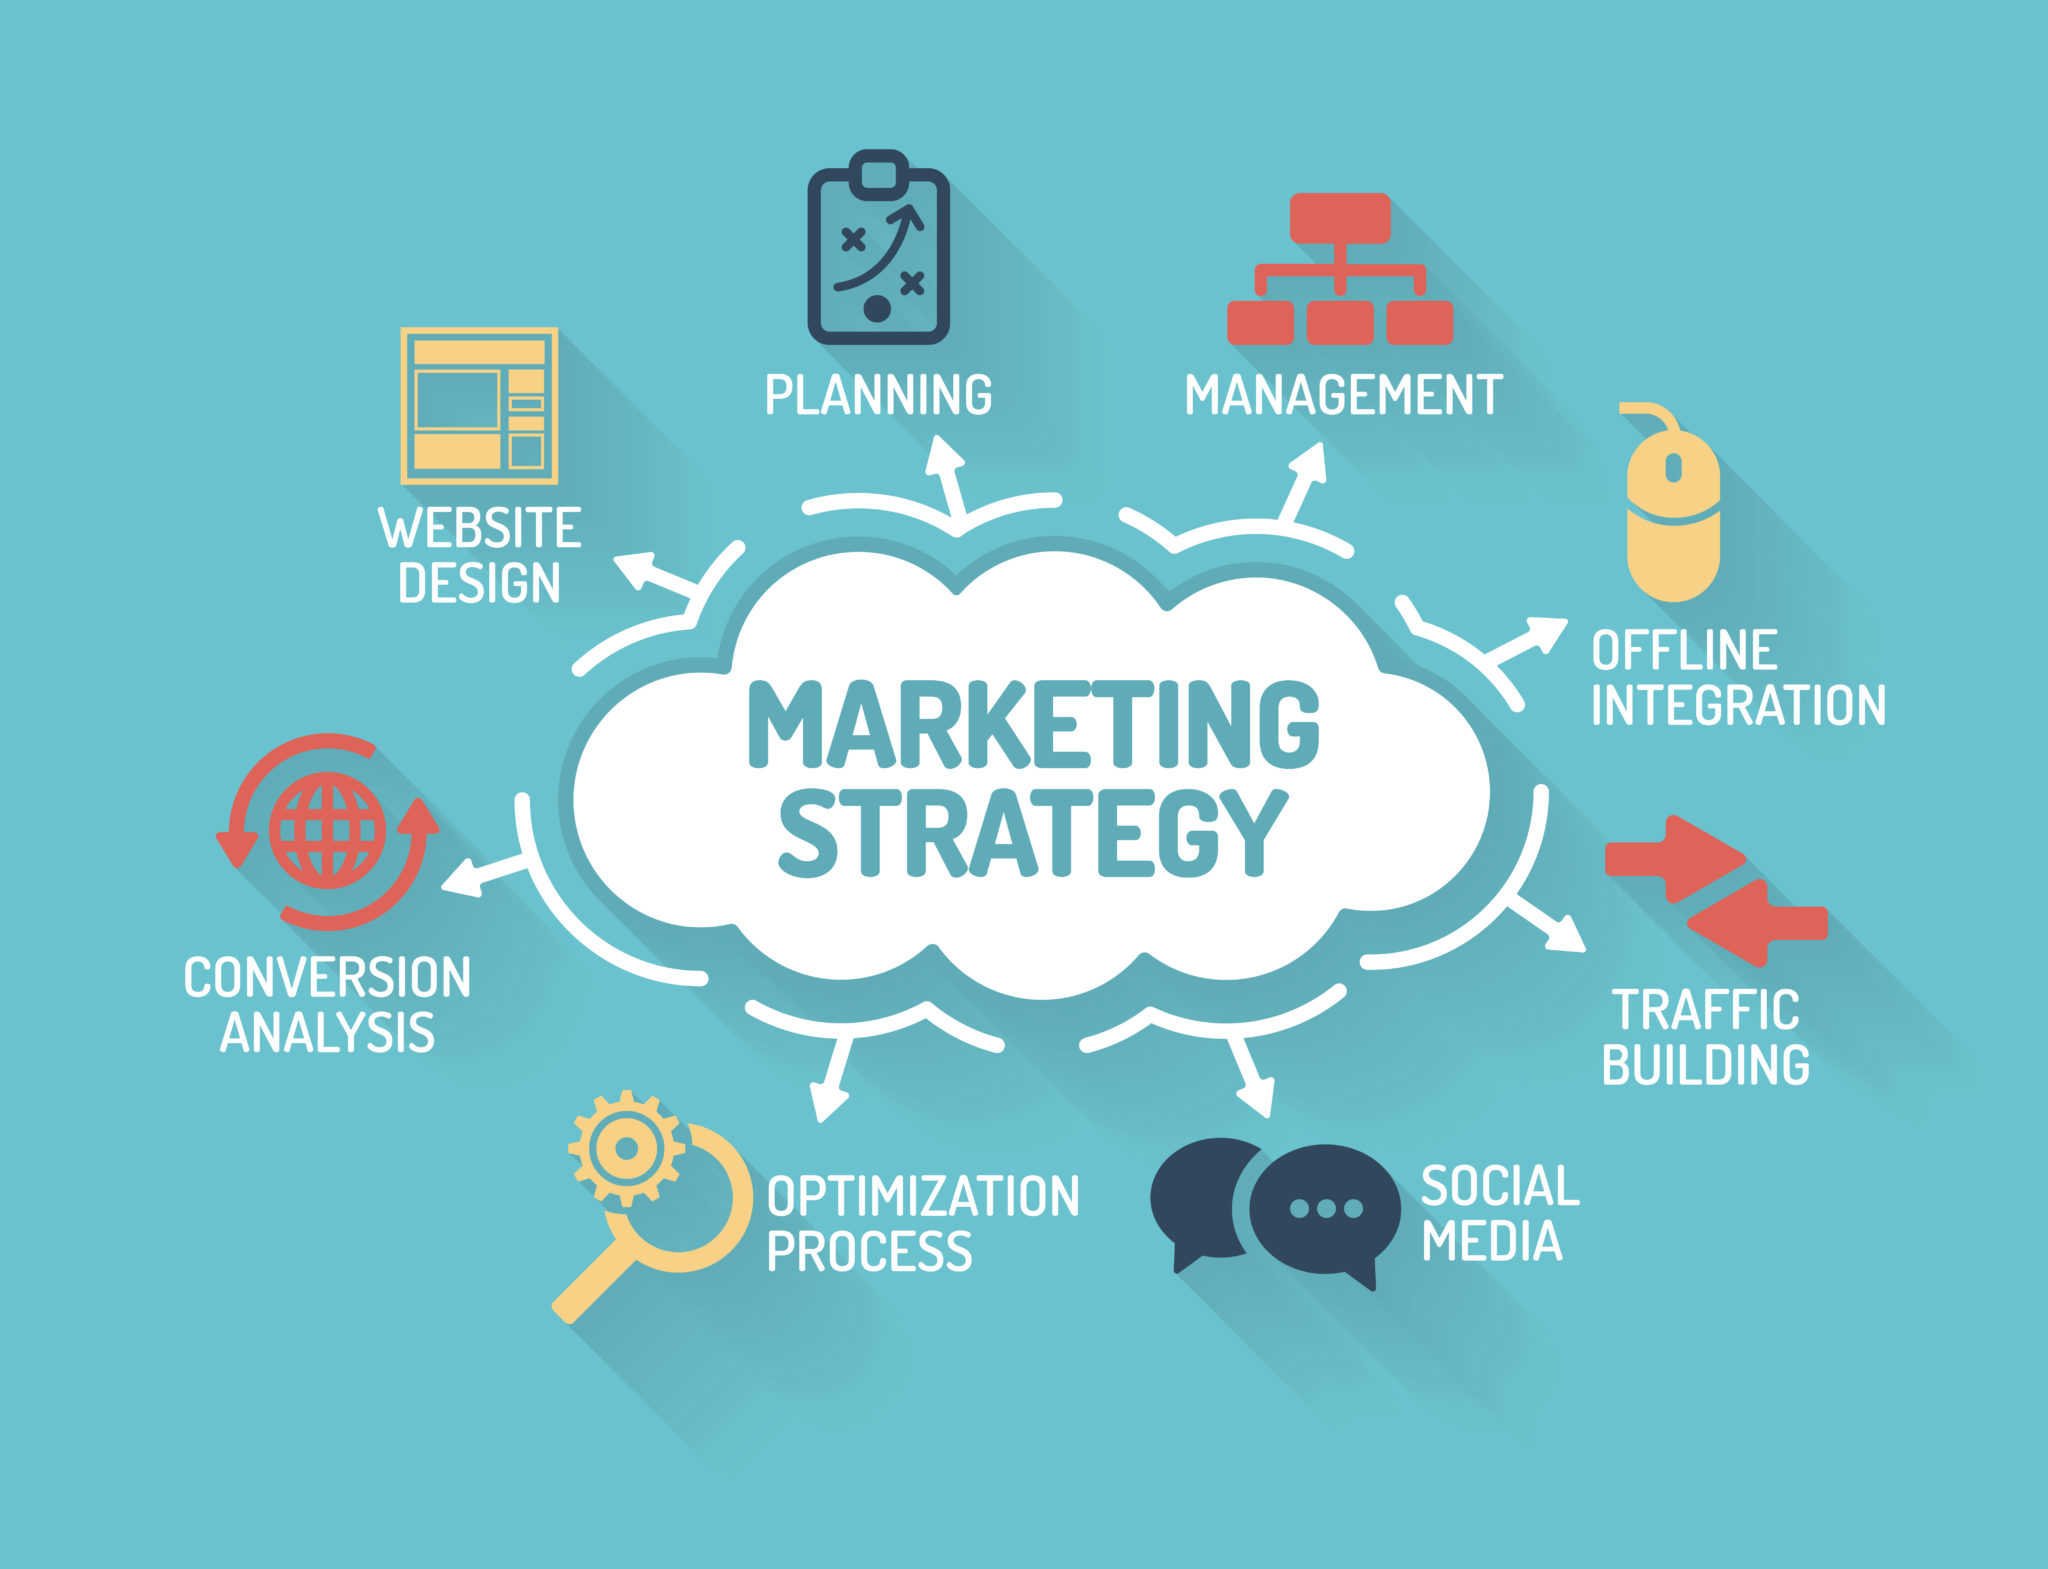 PLANNING
MANAGEMENT
WEBSITE
DESIGN
OFFLINE
INTEGRATION
MARKETING
STRATEGY
CONVERSION
ANALYSIS
TRAFFIC
BUILDING
OPTIMIZATION
PROCESS
SOCIAL
MEDIA